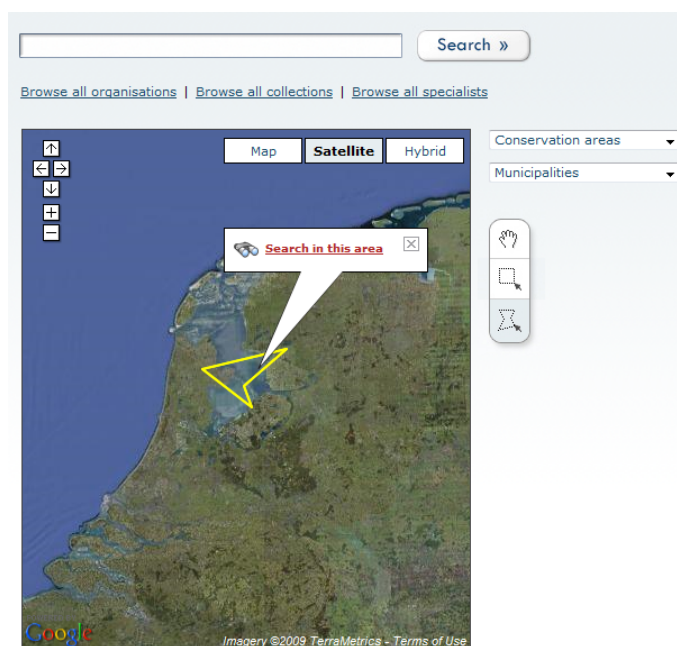 Search »
Browse all organisations | Browse all collections | Browse all specialists
Map Satellite Hybrid
Conservation areas
Municipalities
Search in this area
Google
Imagery ©2009 TerraMetrics - Terms of Use